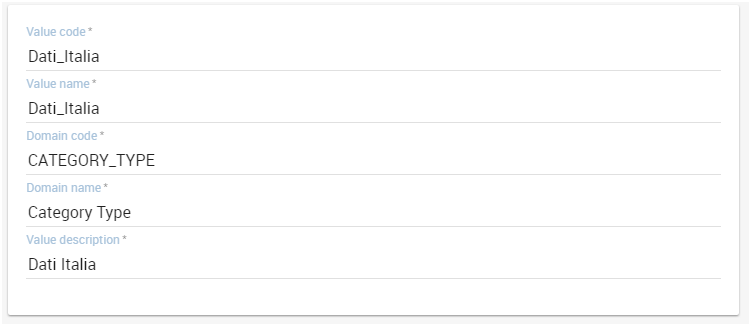 Value code *
Dati_Italia
Value name *
Dati_Italia
Domain code *
CATEGORY_TYPE
Domain name *
Category Type
Value description *
Dati Italia